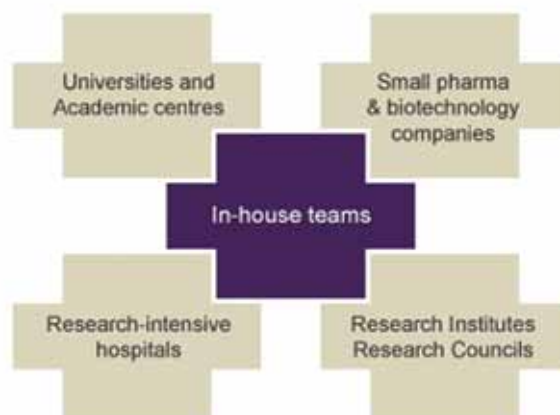 Universities and
Academic centres
Small pharma
& biotechnology
companies
In-house teams
Research-intensive
hospitals
Research Institutes
Research Councils